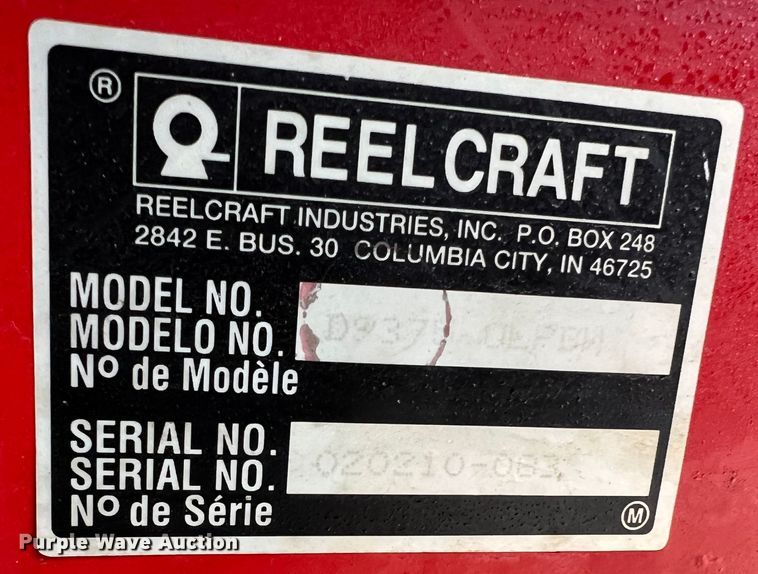 ®
REELCRAFT
REELCRAFT INDUSTRIES, INC. P.O. BOX 248
2842 E. BUS. 30 COLUMBIA CITY, IN 46725
MODEL NO.
MODELO NO.
Nº de Modèle
SERIAL NO.
SERIAL NO.
Nº de Série
M
Purple Wave Auction